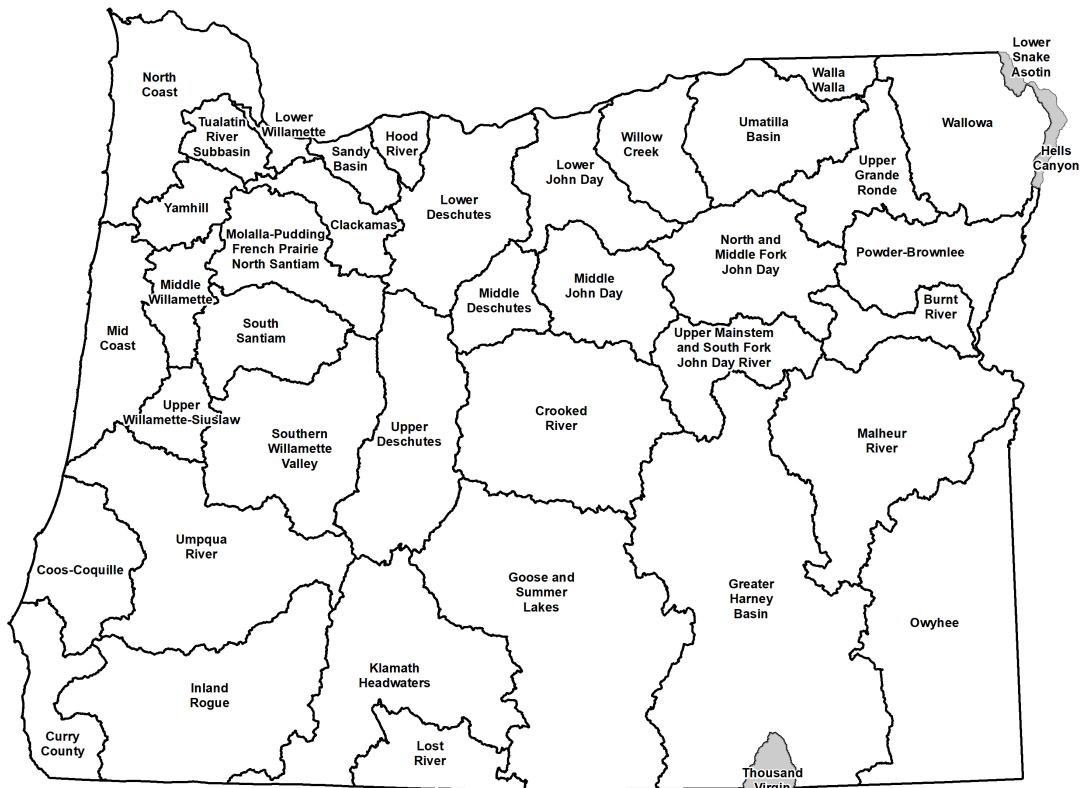 Lower
Snake
Asotin
North
Coast
Walla
Walla
Tualatin
River
Subbasin
Lower
Willamette
Hood
River
Willow
Creek
Umatilla
Basin
Wallowa
Sandy
Basin
Hells
Canyon
Lower
John Day
Upper
Grande
Ronde
Yamhill
Lower
Deschutes
Clackamas
Molalla-Pudding
French Prairie
North Santiam
North and
Middle Fork
John Day
Powder-Brownlee
Middle
Willamette
Middle
Deschutes
Middle
John Day
Burnt
River
Mid
Coast
South
Santiam
Upper Mainstem
and South Fork
John Day River
Upper
Willamette-Siuslaw
Southern
Willamette
Valley
Upper
Deschutes
Crooked
River
Malheur
River
Umpqua
River
Coos-Coquille
Goose and
Summer
Lakes
Greater
Harney
Basin
Owyhee
Inland
Rogue
Klamath
Headwaters
Curry
County
Lost
River
Thousand
Virgin